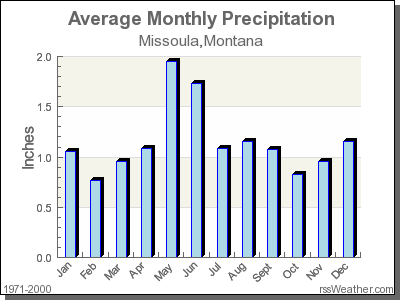 Average Monthly Precipitation
Missoula,Montana
Inches
2.0
1.5
1.0
0.5
0.0
Jan Feb Mar Apr May Jun Jul Aug Sept Oct Nov Dec
1971-2000 rssWeather.com